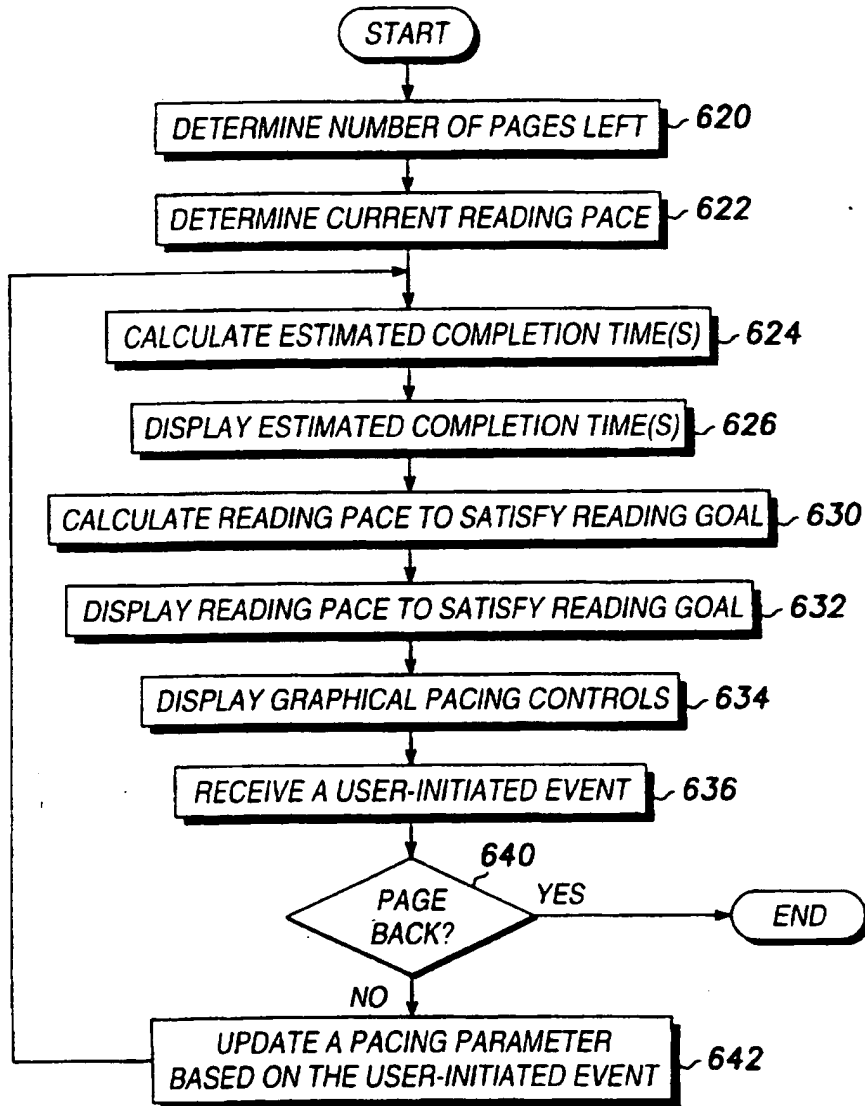 START
DETERMINE NUMBER OF PAGES LEFT 620
DETERMINE CURRENT READING PACE 622
CALCULATE ESTIMATED COMPLETION TIME(S) 624
DISPLAY ESTIMATED COMPLETION TIME(S) 626
CALCULATE READING PACE TO SATISFY READING GOAL 630
DISPLAY READING PACE TO SATISFY READING GOAL 632
DISPLAY GRAPHICAL PACING CONTROLS 634
RECEIVE A USER-INITIATED EVENT 636
640
PAGE
BACK?
YES
END
NO
UPDATE A PACING PARAMETER
BASED ON THE USER-INITIATED EVENT 642